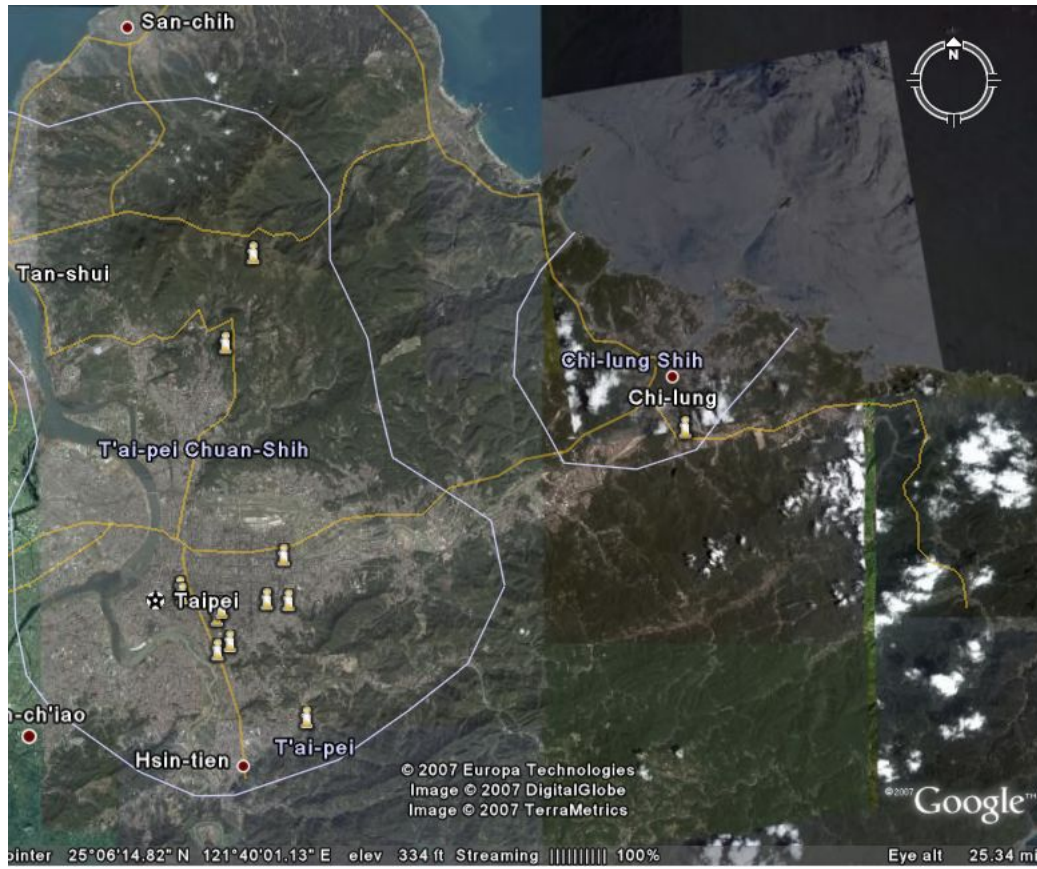 San-chih
N
Tan-shui
Chi-lung Shih
Chi-lung
T'ai-pei Chuan-Shih
Taipei
n-ch'iao
Hsin-tien
T'ai-pei
© 2007 Europa Technologies
Image © 2007 DigitalGlobe
Image © 2007 TerraMetrics
©2007 Google™
ointer 25°06'14.82" N 121°40'01.13" E elev 334 ft Streaming |||||||||| 100% Eye alt 25.34 mi